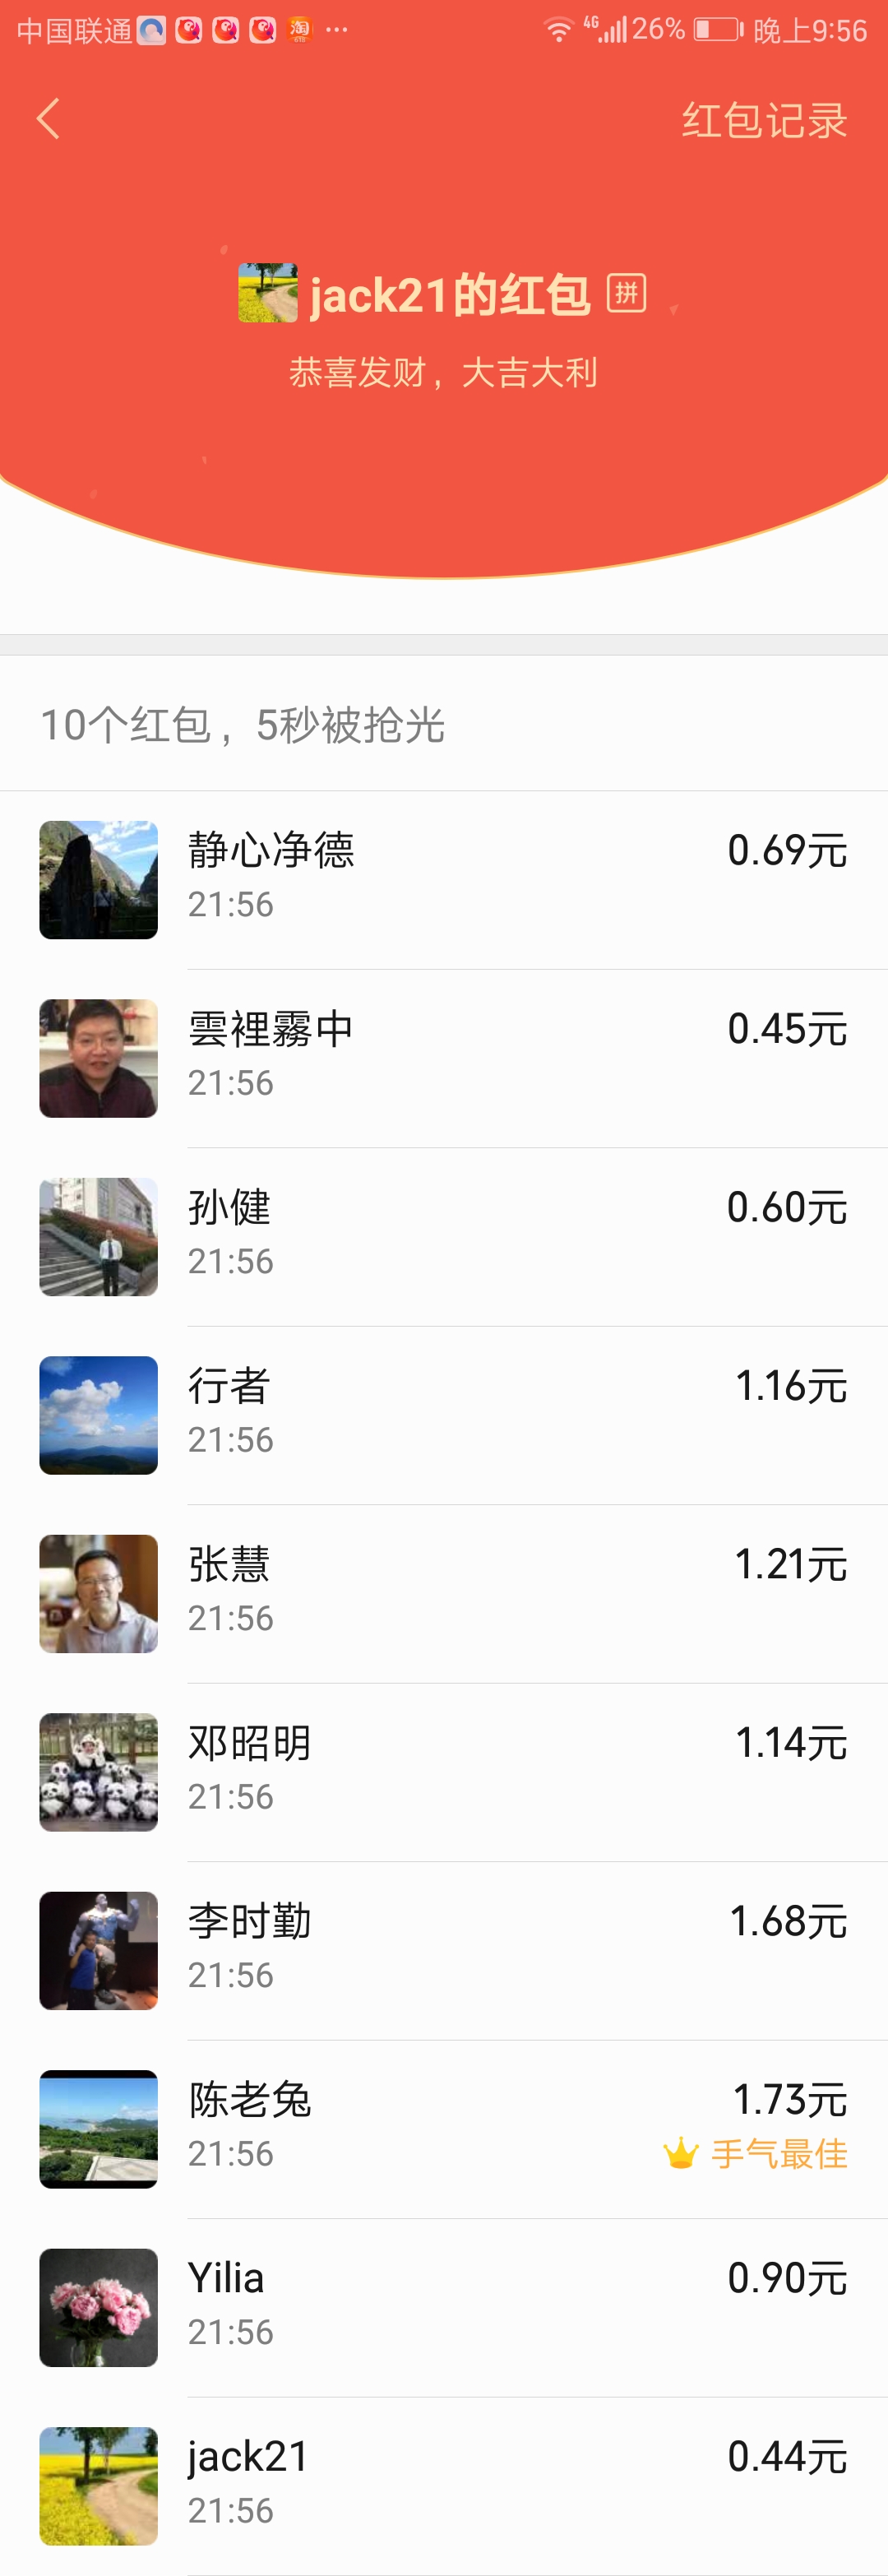 中国联通 淘 618 ··· 4G 26% 晚上9:56
红包记录
jack21的红包 拼
恭喜发财，大吉大利
10个红包，5秒被抢光
静心净德 0.69元
21:56
雲裡霧中 0.45元
21:56
孙健 0.60元
21:56
行者 1.16元
21:56
张慧 1.21元
21:56
邓昭明 1.14元
21:56
李时勤 1.68元
21:56
陈老兔 1.73元
21:56 手气最佳
Yilia 0.90元
21:56
jack21 0.44元
21:56